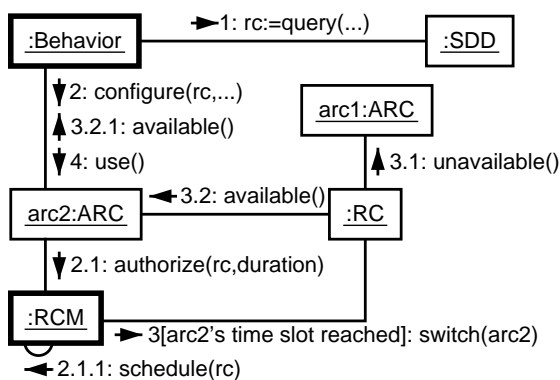 :Behavior
1: rc:=query(...)
:SDD
2: configure(rc,...)
3.2.1: available()
4: use()
arc1:ARC
3.1: unavailable()
arc2:ARC
3.2: available()
:RC
2.1: authorize(rc,duration)
:RCM
3[arc2's time slot reached]: switch(arc2)
2.1.1: schedule(rc)